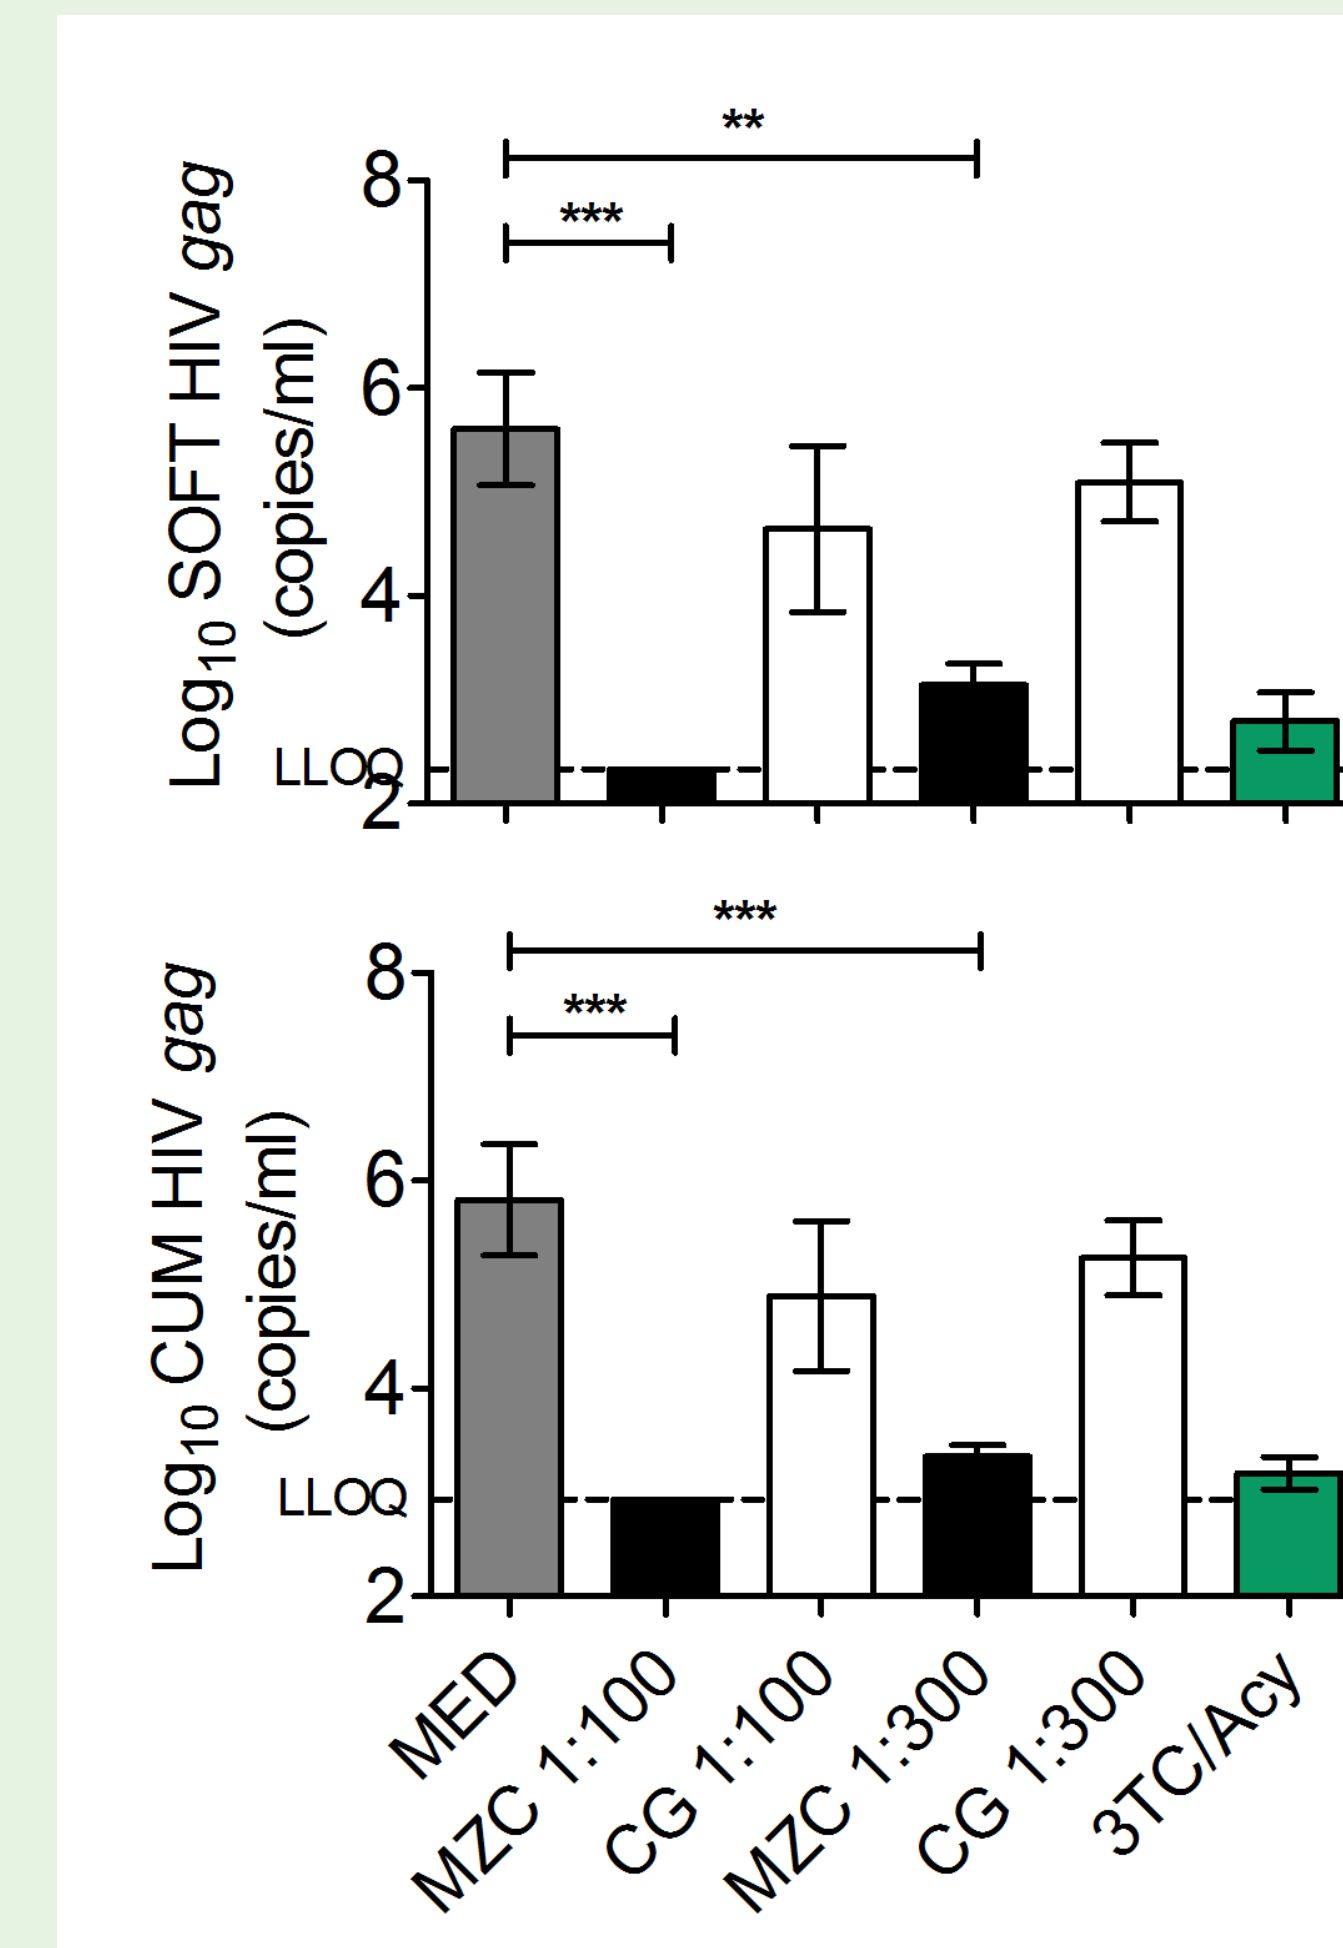 Log10 SOFT HIV gag
(copies/ml)
**
***
8
6
4
LLOQ
2
Log10 CUM HIV gag
(copies/ml)
***
***
8
6
4
LLOQ
2
MED
MZC 1:100
CG 1:100
MZC 1:300
CG 1:300
3TC/Acy